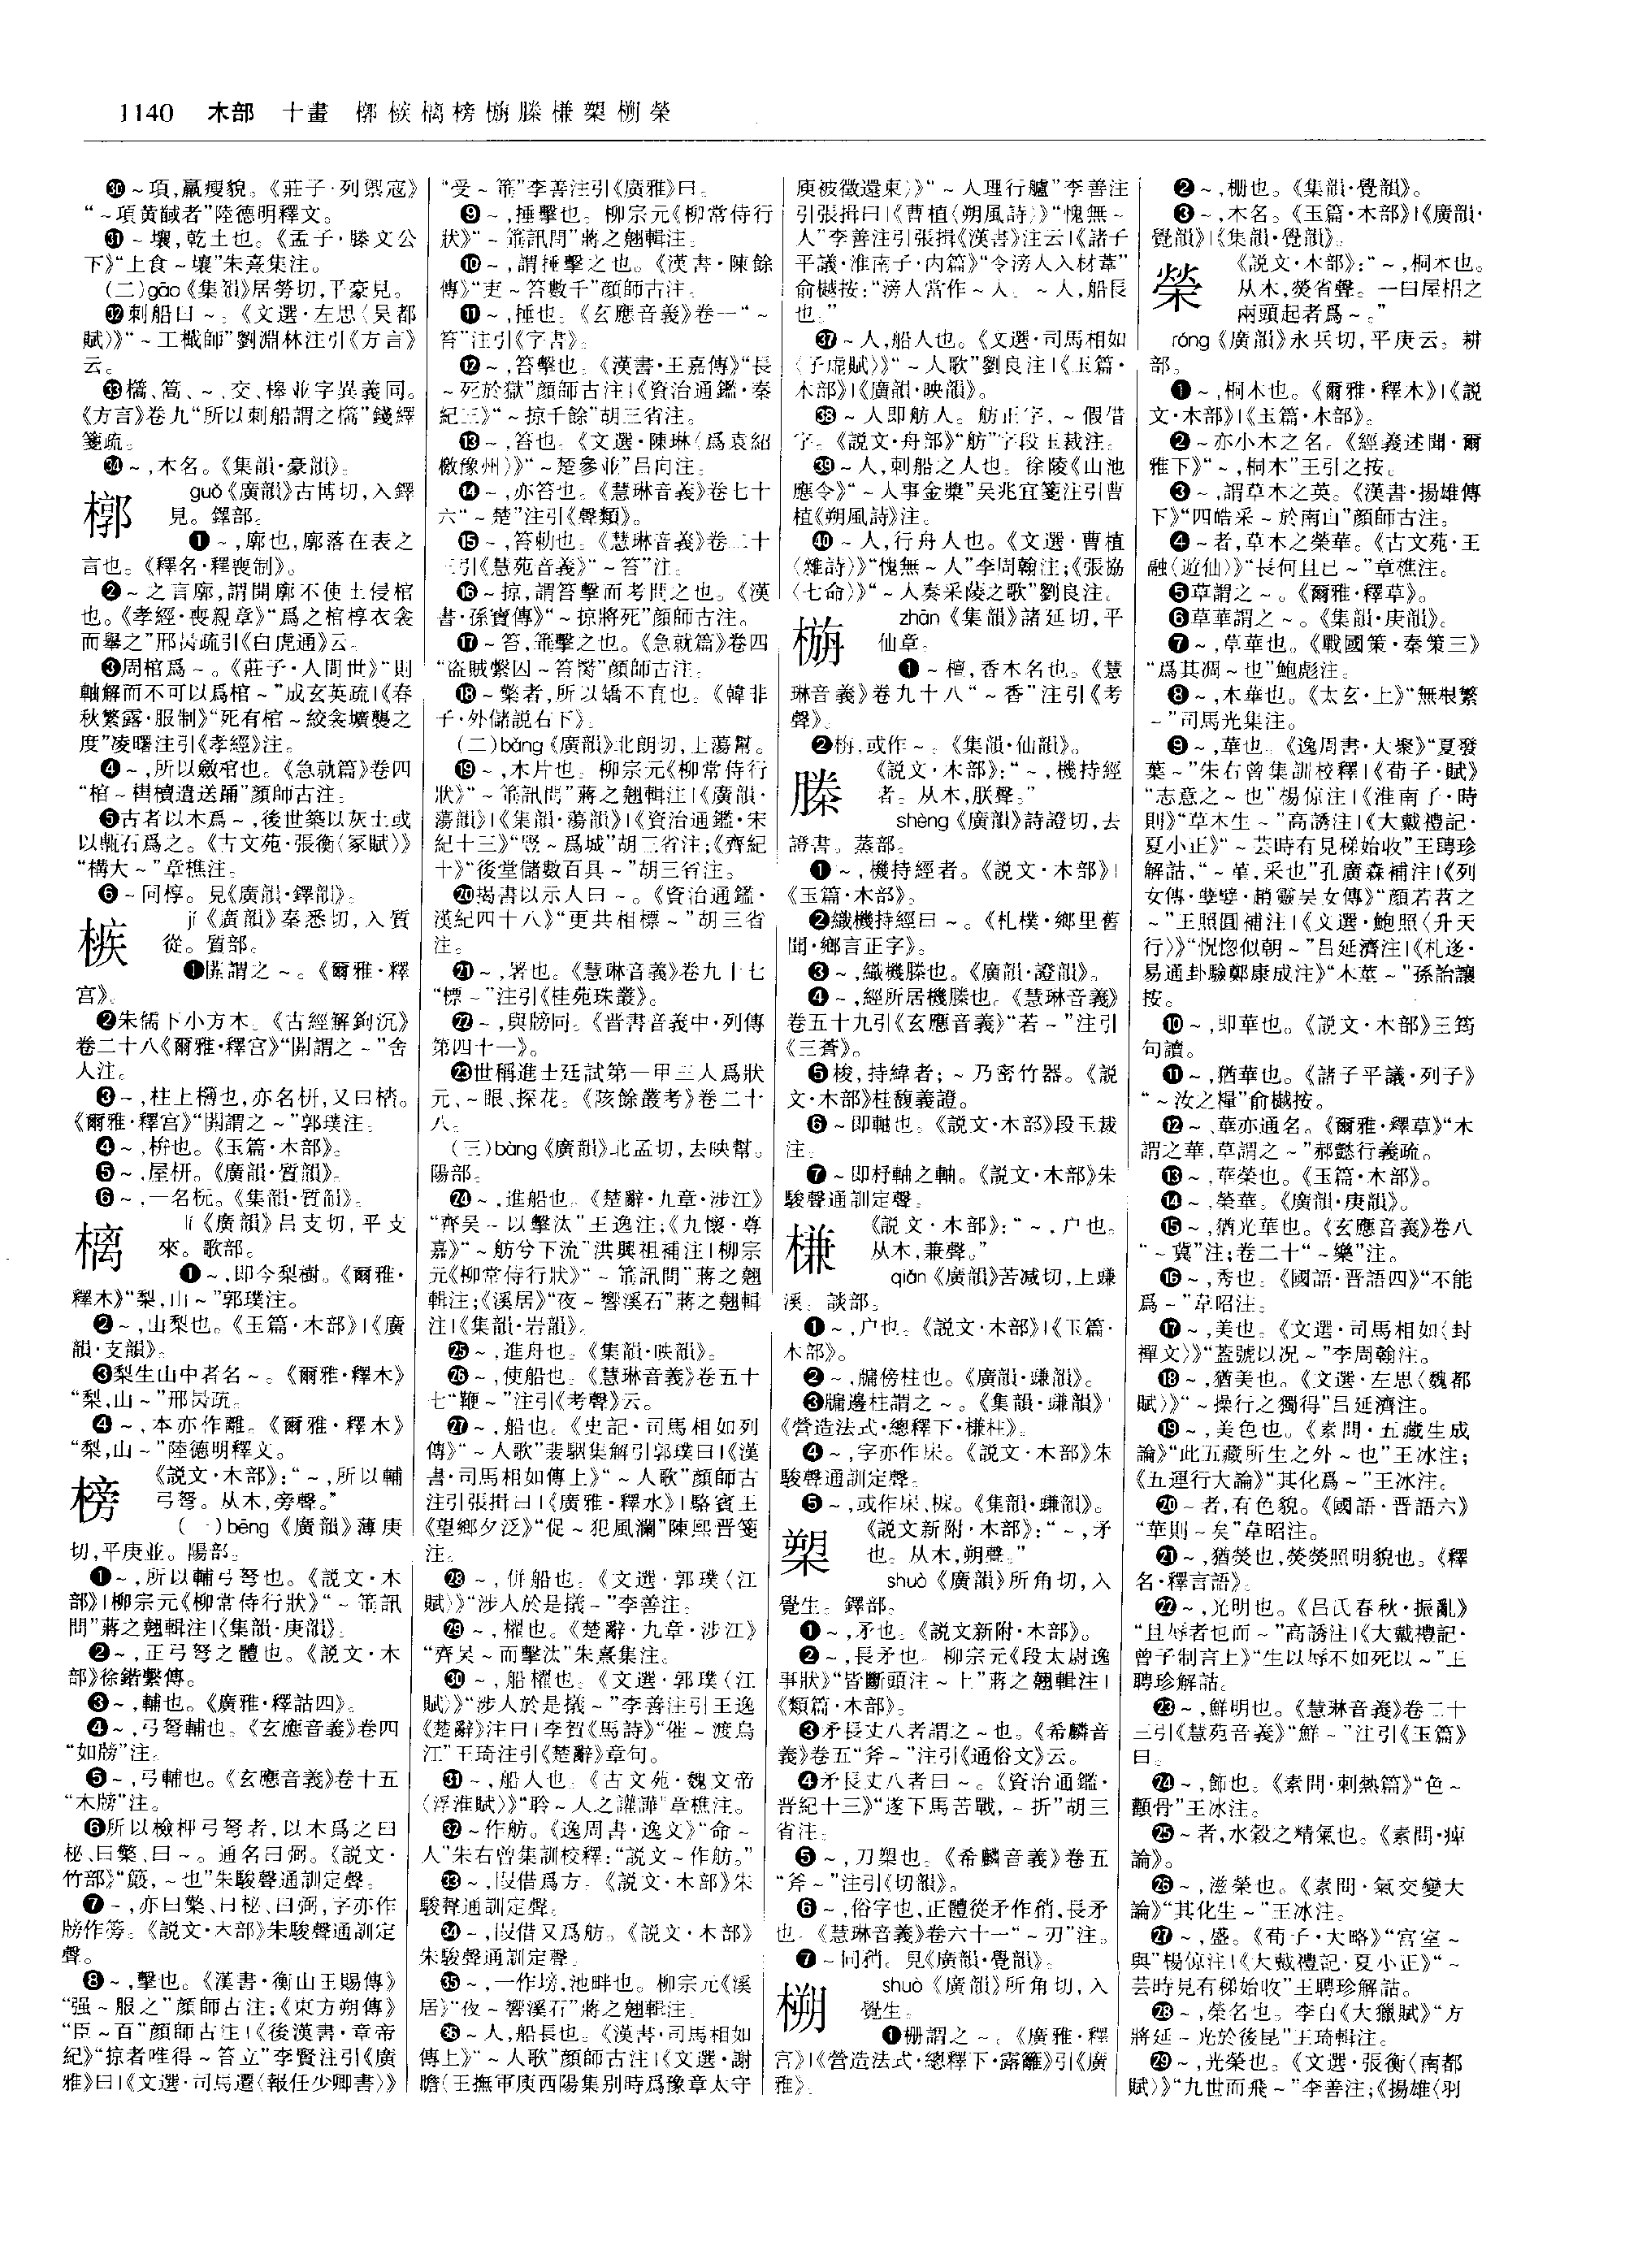 1140 木部 十畫 槨槉樆榜㮵榺槏槊槊榮
㉚～項,羸瘦貌。《莊子·列禦寇》
“～項黄馘者”陸德明釋文。
㉛～壤,乾土也。《孟子·滕文公
下》“上食～壤”朱熹集注。
(二)gāo《集韻》居勞切,平豪見。
㉜刺船曰～。《文選·左思〈吴都
賦〉》“～工檝師”劉淵林注引《方言》
云。
㉝橋、篙、～、交、榜並字異義同。
《方言》卷九“所以刺船謂之㰏”錢繹
箋疏。
㉞～,木名。《集韻·豪韻》。
槨
guǒ《廣韻》古博切,入鐸
見。鐸部。
❶～,廓也,廓落在表之
言也。《釋名·釋喪制》。
❷～之言廓,謂開廓不使土侵棺
也。《孝經·喪親章》“爲之棺椁衣衾
而舉之”邢昺疏引《白虎通》云。
❸周棺爲～。《莊子·人間世》“則
軸解而不可以爲棺～”成玄英疏|《春
秋繁露·服制》“死有棺～絞衾壙襲之
度”凌曙注引《孝經》注。
❹～,所以斂棺也。《急就篇》卷四
“棺～槥櫝遣送踊”顔師古注。
❺古者以木爲～,後世築以灰土或
以甎石爲之。《古文苑·張衡〈冢賦〉》
“構大～”章樵注。
❻～同椁。見《廣韻·鐸韻》。
槉
jí《廣韻》秦悉切,入質
從。質部。
❶㭓謂之～。《爾雅·釋
宫》。
❷朱儒下小方木。《古經解鉤沉》
卷二十八《爾雅·釋宫》“閞謂之～”舍
人注。
❸～,柱上欂也,亦名枅,又曰㭼。
《爾雅·釋宫》“閞謂之～”郭璞注。
❹～,枅也。《玉篇·木部》。
❺～,屋枅。《廣韻·質韻》。
❻～,一名杬。《集韻·質韻》。
樆
lí《廣韻》吕支切,平支
來。歌部。
❶～,即今梨樹。《爾雅·
釋木》“梨,山～”郭璞注。
❷～,山梨也。《玉篇·木部》|《廣
韻·支韻》。
❸梨生山中者名～。《爾雅·釋木》
“梨,山～”邢昺疏。
❹～,本亦作離。《爾雅·釋木》
“梨,山～”陸德明釋文。
榜
《説文·木部》:“～,所以輔
弓弩。从木,旁聲。”
(一)bēng《廣韻》薄庚
切,平庚並。陽部。
❶～,所以輔弓弩也。《説文·木
部》|柳宗元《柳常侍行狀》“～箠訊
問”蔣之翹輯注|《集韻·庚韻》。
❷～,正弓弩之體也。《説文·木
部》徐鍇繫傳。
❸～,輔也。《廣雅·釋詁四》。
❹～,弓弩輔也。《玄應音義》卷四
“如牓”注。
❺～,弓輔也。《玄應音義》卷十五
“木牓”注。
❻所以檢柙弓弩者,以木爲之曰
柲、曰檠、曰～。通名曰㢸。《説文·
竹部》“簸,～也”朱駿聲通訓定聲。
❼～,亦曰檠、曰柲、曰㢸,字亦作
牓作篣。《説文·木部》朱駿聲通訓定
聲。
❽～,擊也。《漢書·衡山王賜傳》
“强～服之”顔師古注;《東方朔傳》
“臣～百”顔師古注|《後漢書·章帝
紀》“掠者唯得～笞立”李賢注引《廣
雅》曰|《文選·司馬遷〈報任少卿書〉》
“受～箠”李善注引《廣雅》曰。
❾～,捶擊也。柳宗元《柳常侍行
狀》“～箠訊問”蔣之翹輯注。
❿～,謂捶擊之也。《漢書·陳餘
傳》“吏～笞數千”顔師古注。
⓫～,捶也。《玄應音義》卷一“～
笞”注引《字書》。
⓬～,笞擊也。《漢書·王嘉傳》“長
～死於獄”顔師古注|《資治通鑑·秦
紀三》“～掠千餘”胡三省注。
⓭～,笞也。《文選·陳琳〈爲袁紹
檄豫州〉》“～楚參並”吕向注。
⓮～,亦笞也。《慧琳音義》卷七十
六“～楚”注引《聲類》。
⓯～,笞勑也。《慧琳音義》卷二十
三引《慧苑音義》“～笞”注。
⓰～掠,謂笞擊而考問之也。《漢
書·孫寶傳》“～掠將死”顔師古注。
⓱～笞,箠擊之也。《急就篇》卷四
“盜賊繫囚～笞臋”顔師古注。
⓲～檠者,所以矯不直也。《韓非
子·外儲説右下》。
(二)bǎng《廣韻》北朗切,上蕩幫。
⓳～,木片也。柳宗元《柳常侍行
狀》“～箠訊問”蔣之翹輯注|《廣韻·
蕩韻》|《集韻·蕩韻》|《資治通鑑·宋
紀十三》“竪～爲城”胡三省注;《齊紀
十》“後堂儲數百具～”胡三省注。
⓴揭書以示人曰～。《資治通鑑·
漢紀四十八》“更共相標～”胡三省
注。
㉑～,署也。《慧琳音義》卷九十七
“標～”注引《桂苑珠叢》。
㉒～,與牓同。《晋書音義中·列傳
第四十一》。
㉓世稱進士廷試第一甲三人爲狀
元、～眼、探花。《陔餘叢考》卷二十
八。
(三)bàng《廣韻》北孟切,去映幫。
陽部。
㉔～,進船也。《楚辭·九章·涉江》
“齊吴～以擊汰”王逸注;《九懷·尊
嘉》“～舫兮下流”洪興祖補注|柳宗
元《柳常侍行狀》“～箠訊問”蔣之翹
輯注;《溪居》“夜～響溪石”蔣之翹輯
注|《集韻·宕韻》。
㉕～,進舟也。《集韻·映韻》。
㉖～,使船也。《慧琳音義》卷五十
七“鞭～”注引《考聲》云。
㉗～,船也。《史記·司馬相如列
傳》“～人歌”裴駰集解引郭璞曰|《漢
書·司馬相如傳上》“～人歌”顔師古
注引張揖曰|《廣雅·釋水》|駱賓王
《望鄉夕泛》“促～犯風瀾”陳熙晋箋
注。
㉘～,併船也。《文選·郭璞〈江
賦〉》“涉人於是檥～”李善注。
㉙～,櫂也。《楚辭·九章·涉江》
“齊吴～而擊汰”朱熹集注。
㉚～,船櫂也。《文選·郭璞〈江
賦〉》“涉人於是檥～”李善注引王逸
《楚辭》注曰|李賀《馬詩》“催～渡烏
江”王琦注引《楚辭》章句。
㉛～,船人也。《古文苑·魏文帝
〈浮淮賦〉》“聆～人之讙譁”章樵注。
㉜～作舫。《逸周書·逸文》“命～
人”朱右曾集訓校釋:“説文～作舫。”
㉝～,叚借爲方。《説文·木部》朱
駿聲通訓定聲。
㉞～,叚借又爲舫。《説文·木部》
朱駿聲通訓定聲。
㉟～,一作塝,池畔也。柳宗元《溪
居》“夜～響溪石”蔣之翹輯注。
㊱～人,船長也。《漢書·司馬相如
傳上》“～人歌”顔師古注|《文選·謝
瞻〈王撫軍庾西陽集别時爲豫章太守
庾被徵還東〉》“～人理行艫”李善注
引張揖曰|《曹植〈朔風詩〉》“愧無～
人”李善注引張揖《漢書》注云|《諸子
平議·淮南子·内篇》“令滂人入材葦”
俞樾按:“滂人當作～人。～人,船長
也。”
㊲～人,船人也。《文選·司馬相如
〈子虚賦〉》“～人歌”劉良注|《玉篇·
木部》|《廣韻·映韻》。
㊳～人即舫人。舫正字,～假借
字。《説文·舟部》“舫”字段玉裁注。
㊴～人,刺船之人也。徐陵《山池
應令》“～人事金槳”吴兆宜箋注引曹
植《朔風詩》注。
㊵～人,行舟人也。《文選·曹植
〈雜詩〉》“愧無～人”李周翰注;《張協
〈七命〉》“～人奏采菱之歌”劉良注。
zhān《集韻》諸延切,平
仙章。
❶～檀,香木名也。《慧
琳音義》卷九十八“～香”注引《考
聲》。
❷栴,或作～。《集韻·仙韻》。
榺
《説文·木部》:“～,機持經
者。从木,朕聲。”
shèng《廣韻》詩證切,去
證書。蒸部。
❶～,機持經者。《説文·木部》|
《玉篇·木部》。
❷織機持經曰～。《札樸·鄉里舊
聞·鄉言正字》。
❸～,織機榺也。《廣韻·證韻》。
❹～,經所居機榺也。《慧琳音義》
卷五十九引《玄應音義》“若～”注引
《三蒼》。
❺梭,持緯者;～乃密竹器。《説
文·木部》桂馥義證。
❻～即軸也。《説文·木部》段玉裁
注。
❼～即杼軸之軸。《説文·木部》朱
駿聲通訓定聲。
槏
《説文·木部》:“～,户也。
从木,兼聲。”
qiǎn《廣韻》苦减切,上豏
溪。談部。
❶～,户也。《説文·木部》|《玉篇·
木部》。
❷～,牖傍柱也。《廣韻·豏韻》。
❸牖邊柱謂之～。《集韻·豏韻》|
《營造法式·總釋下·槏柱》。
❹～,字亦作㡘。《説文·木部》朱
駿聲通訓定聲。
槊
《説文新附·木部》:“～,矛
也。从木,朔聲。”
shuò《廣韻》所角切,入
覺生。鐸部。
❶～,矛也。《説文新附·木部》。
❷～,長矛也。柳宗元《段太尉逸
事狀》“皆斷頭注～上”蔣之翹輯注|
《類篇·木部》。
❸矛長丈八者謂之～也。《希麟音
義》卷五“斧～”注引《通俗文》云。
❹矛長丈八者曰～。《資治通鑑·
晋紀十三》“遂下馬苦戰,～折”胡三
省注。
❺～,刀槊也。《希麟音義》卷五
“斧～”注引《切韻》。
❻～,俗字也,正體從矛作矟,長矛
也。《慧琳音義》卷六十一“～刃”注。
❼～同矟。見《廣韻·覺韻》。
shuò《廣韻》所角切,入
覺生。
❶栅謂之～。《廣雅·釋
宫》|《營造法式·總釋下·露籬》引《廣
雅》。
❷～,栅也。《集韻·覺韻》。
❸～,木名。《玉篇·木部》|《廣韻·
覺韻》|《集韻·覺韻》。
榮
《説文·木部》:“～,桐木也。
从木,熒省聲。一曰屋梠之
兩頭起者爲～。”
róng《廣韻》永兵切,平庚云。耕
部。
❶～,桐木也。《爾雅·釋木》|《説
文·木部》|《玉篇·木部》。
❷～亦小木之名。《經義述聞·爾
雅下》“～,桐木”王引之按。
❸～,謂草木之英。《漢書·揚雄傳
下》“四皓采～於南山”顔師古注。
❹～者,草木之榮華。《古文苑·王
融〈遊仙〉》“長何且已～”章樵注。
❺草謂之～。《爾雅·釋草》。
❻草華謂之～。《集韻·庚韻》。
❼～,草華也。《戰國策·秦策三》
“爲其凋～也”鮑彪注。
❽～,木華也。《太玄·上》“無根繁
～”司馬光集注。
❾～,華也。《逸周書·大聚》“夏發
葉～”朱右曾集訓校釋|《荀子·賦》
“志意之～也”楊倞注|《淮南子·時
則》“草木生～”高誘注|《大戴禮記·
夏小正》“～芸時有見稊始收”王聘珍
解詁,“～菫,采也”孔廣森補注|《列
女傳·孽嬖·趙靈吴女傳》“顔若苕之
～”王照圓補注|《文選·鮑照〈升天
行〉》“怳惚似朝～”吕延濟注|《札迻·
易通卦驗鄭康成注》“木莖～”孫詒讓
按。
❿～,即華也。《説文·木部》王筠
句讀。
⓫～,猶華也。《諸子平議·列子》
“～汝之糧”俞樾按。
⓬～、華亦通名。《爾雅·釋草》“木
謂之華,草謂之～”郝懿行義疏。
⓭～,華榮也。《玉篇·木部》。
⓮～,榮華。《廣韻·庚韻》。
⓯～,猶光華也。《玄應音義》卷八
“～冀”注;卷二十“～樂”注。
⓰～,秀也。《國語·晋語四》“不能
爲～”韋昭注。
⓱～,美也。《文選·司馬相如〈封
禪文〉》“蓋號以况～”李周翰注。
⓲～,猶美也。《文選·左思〈魏都
賦〉》“～操行之獨得”吕延濟注。
⓳～,美色也。《素問·五藏生成
論》“此五藏所生之外～也”王冰注;
《五運行大論》“其化爲～”王冰注。
⓴～者,有色貌。《國語·晋語六》
“華則～矣”韋昭注。
㉑～,猶熒也,熒熒照明貌也。《釋
名·釋言語》。
㉒～,光明也。《吕氏春秋·振亂》
“且辱者也而～”高誘注|《大戴禮記·
曾子制言上》“生以辱不如死以～”王
聘珍解詁。
㉓～,鮮明也。《慧琳音義》卷二十
三引《慧苑音義》“鮮～”注引《玉篇》
曰。
㉔～,飾也。《素問·刺熱篇》“色～
顴骨”王冰注。
㉕～者,水穀之精氣也。《素問·痹
論》。
㉖～,滋榮也。《素問·氣交變大
論》“其化生～”王冰注。
㉗～,盛。《荀子·大略》“宫室～
與”楊倞注|《大戴禮記·夏小正》“～
芸時見有稊始收”王聘珍解詁。
㉘～,榮名也。李白《大獵賦》“方
將延～光於後昆”王琦輯注。
㉙～,光榮也。《文選·張衡〈南都
賦〉》“九世而飛～”李善注;《揚雄〈羽